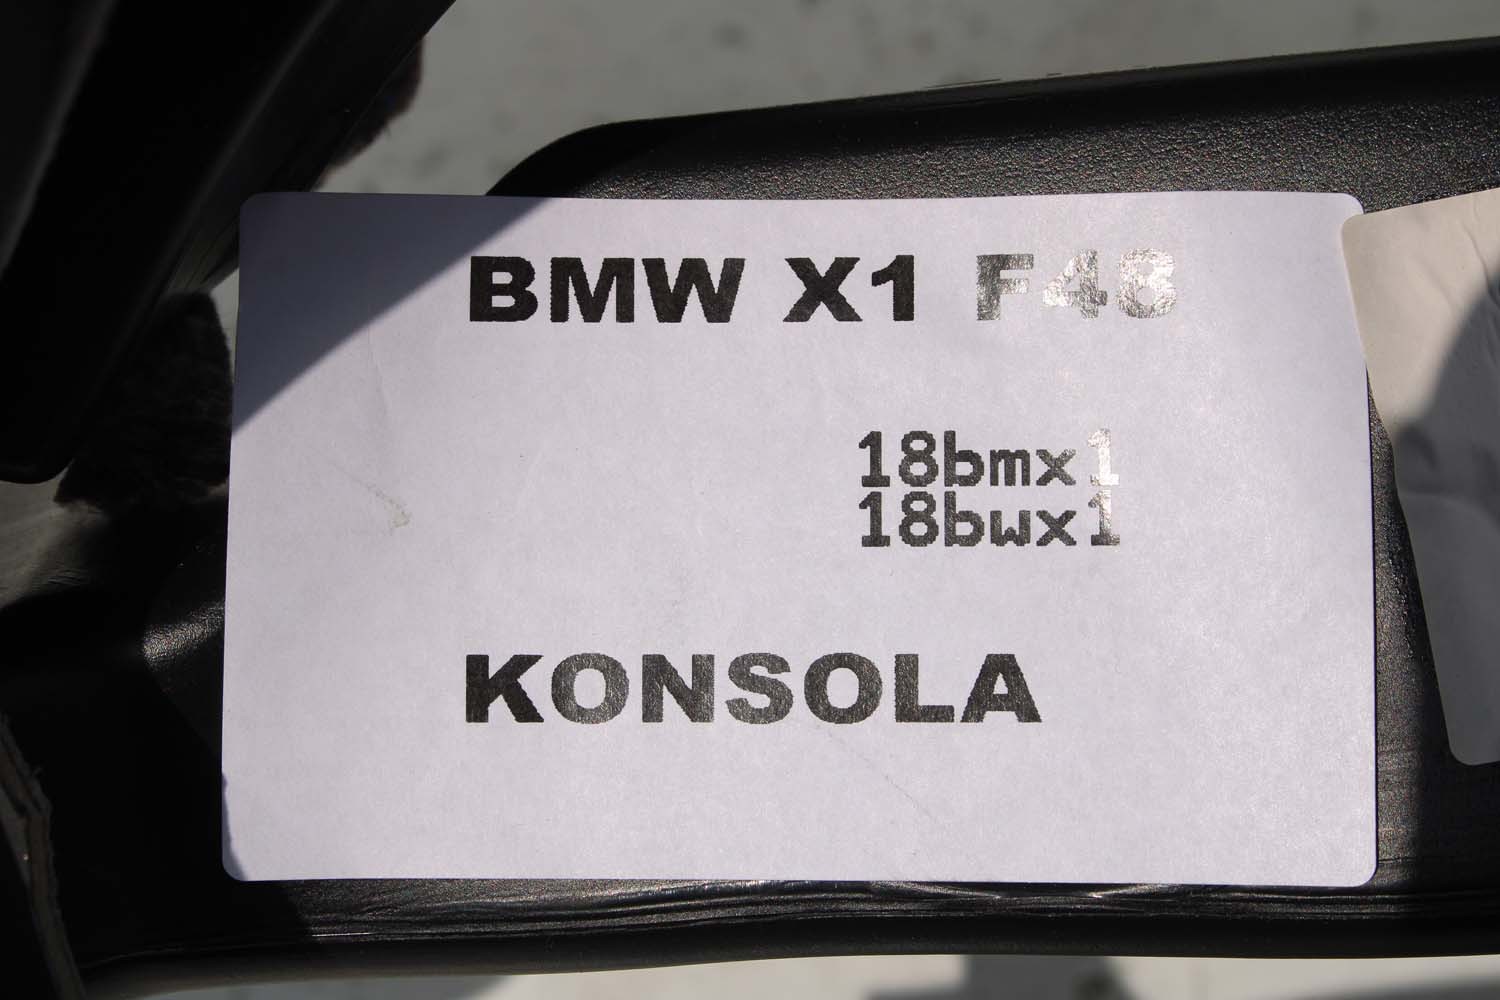 BMW X1 F48
18bmx1
18bwx1
KONSOLA